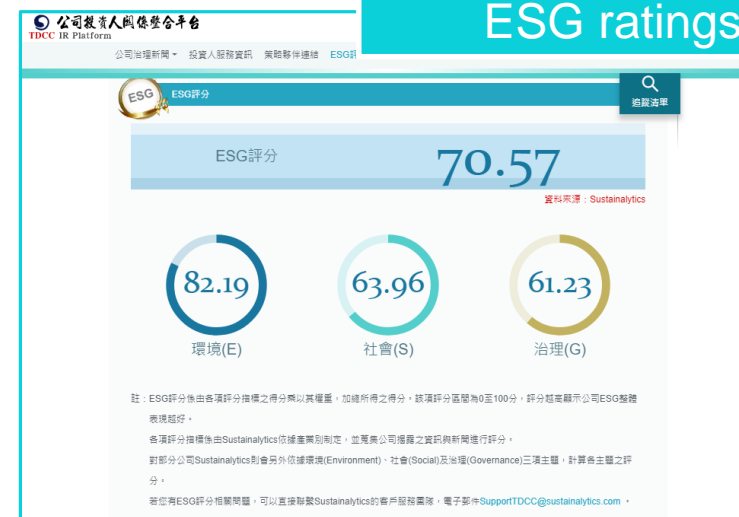 ESG ratings
公司投資人關係整合平台
TDCC IR Platform
公司治理新聞 投資人服務資訊 策略夥伴連結 ESG評
ESG ESG評分
追蹤清單
ESG評分 70.57
資料來源：Sustainalytics
82.19 63.96 61.23
環境(E) 社會(S) 治理(G)
註：ESG評分係由各項評分指標之得分乘以其權重，加總所得之得分。該項評分區間為0至100分，評分越高顯示公司ESG整體
表現越好。
各項評分指標係由Sustainalytics依據產業別制定，並蒐集公司揭露之資訊與新聞進行評分。
對部分公司Sustainalytics則會另外依據環境(Environment)、社會(Social)及治理(Governance)三項主題，計算各主題之評
分。
若您有ESG評分相關問題，可以直接聯繫Sustainalytics的客戶服務團隊，電子郵件SupportTDCC@sustainalytics.com。